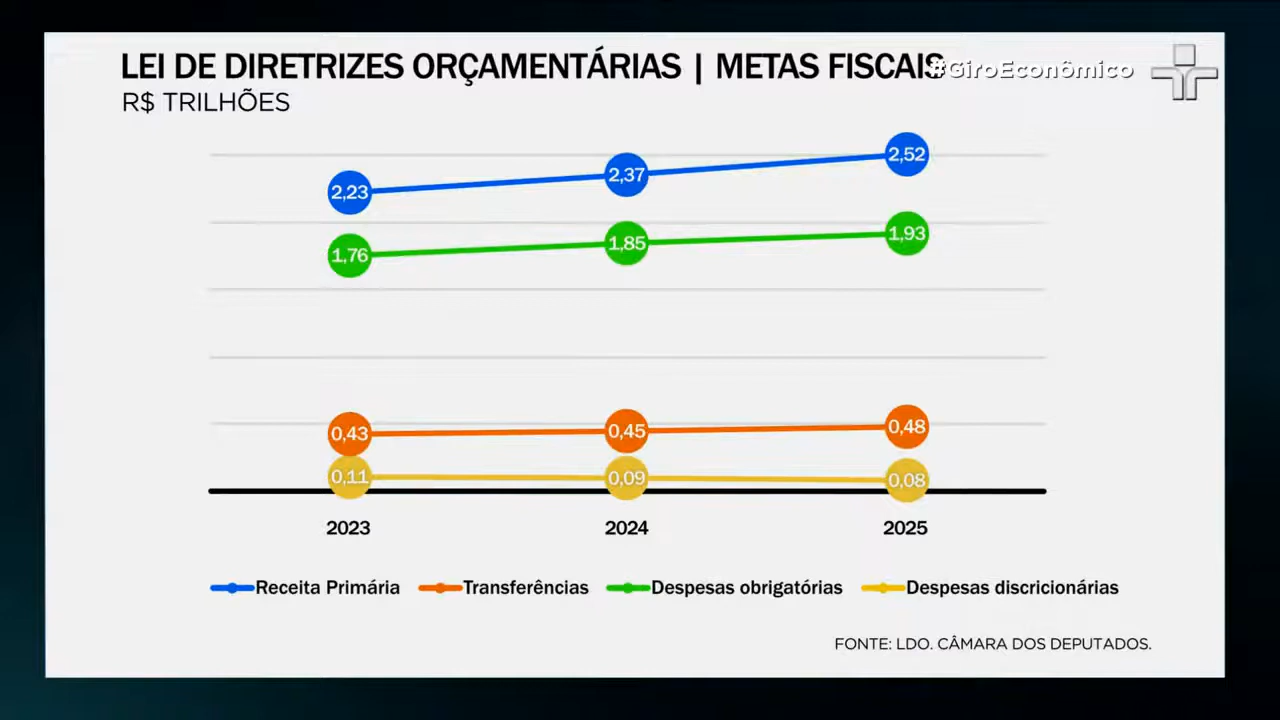 LEI DE DIRETRIZES ORÇAMENTÁRIAS | METAS FISCAIS
#GiroEconômico
R$ TRILHÕES
2,23 2,37 2,52
1,76 1,85 1,93
0,43 0,45 0,48
0,11 0,09 0,08
2023 2024 2025
Receita Primária Transferências Despesas obrigatórias Despesas discricionárias
FONTE: LDO. CÂMARA DOS DEPUTADOS.